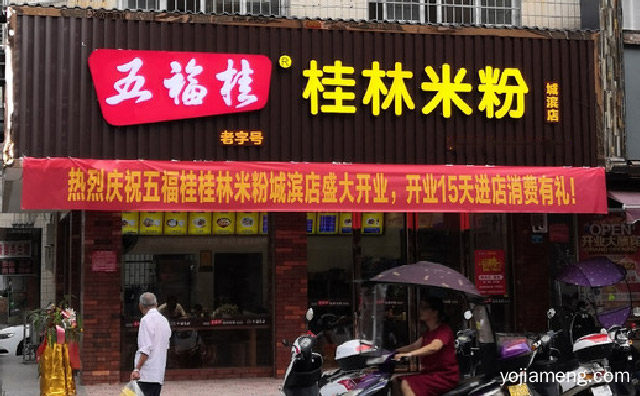 五福桂
®
桂林米粉
城滨店
老字号
热烈庆祝五福桂桂林米粉城滨店盛大开业，开业15天进店消费有礼！
OPEN
yojiameng.com